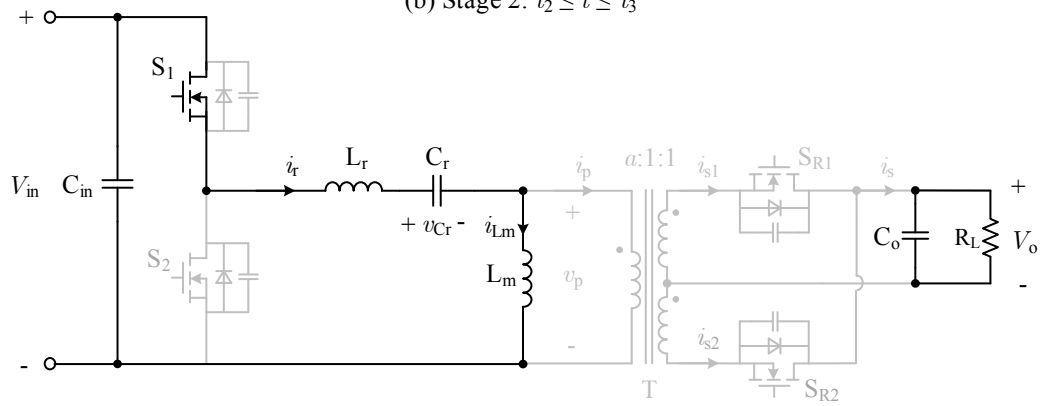 (b) Stage 2: t₂ ≤ t ≤ t₃
+
S₁
Lᵣ
Cᵣ
iᵣ
+ vCr -
iLm
Lm
Vin
Cin
S₂
-
iₚ
a:1:1
+
vₚ
-
T
is1
SR1
iₛ
is2
SR2
Cₒ
RL
+
Vₒ
-